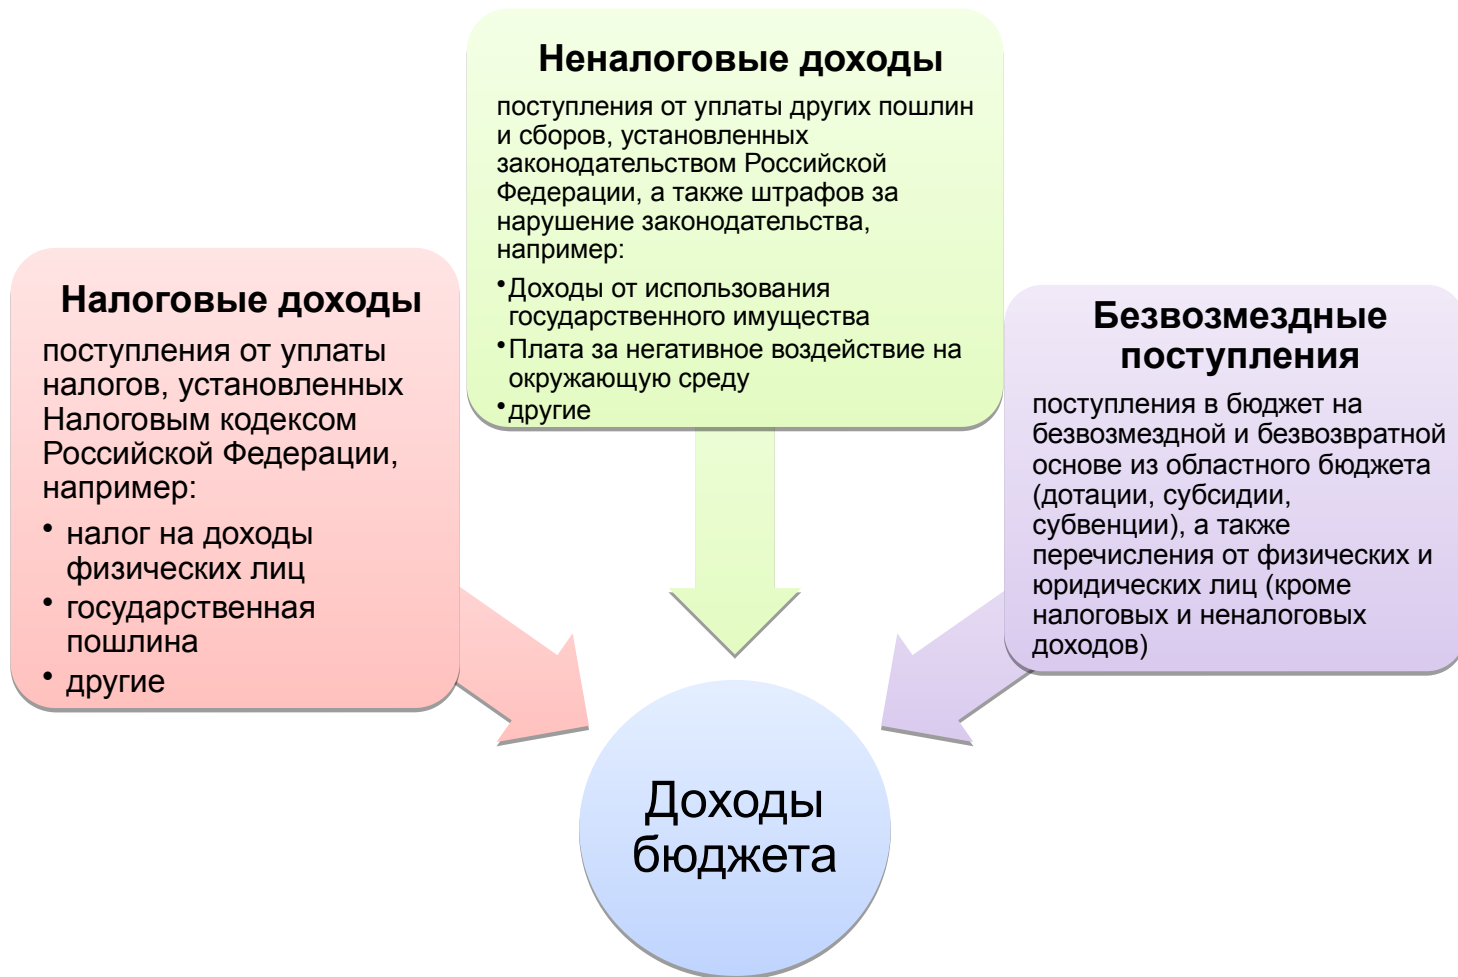 Неналоговые доходы
поступления от уплаты других пошлин
и сборов, установленных
законодательством Российской
Федерации, а также штрафов за
нарушение законодательства,
например:
•Доходы от использования
государственного имущества
•Плата за негативное воздействие на
окружающую среду
•другие
Налоговые доходы
поступления от уплаты
налогов, установленных
Налоговым кодексом
Российской Федерации,
например:
• налог на доходы
физических лиц
• государственная
пошлина
• другие
Безвозмездные
поступления
поступления в бюджет на
безвозмездной и безвозвратной
основе из областного бюджета
(дотации, субсидии,
субвенции), а также
перечисления от физических и
юридических лиц (кроме
налоговых и неналоговых
доходов)
Доходы
бюджета